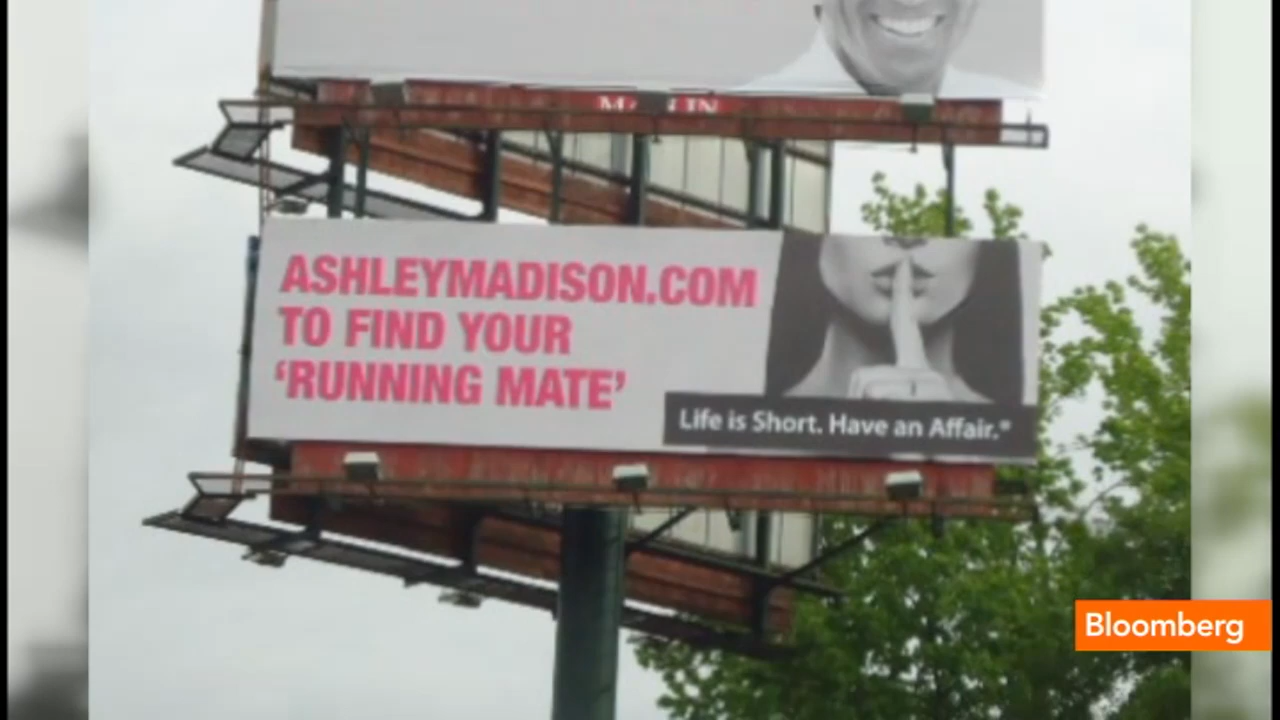 ASHLEYMADISON.COM
TO FIND YOUR
‘RUNNING MATE’
Life is Short. Have an Affair.®
Bloomberg